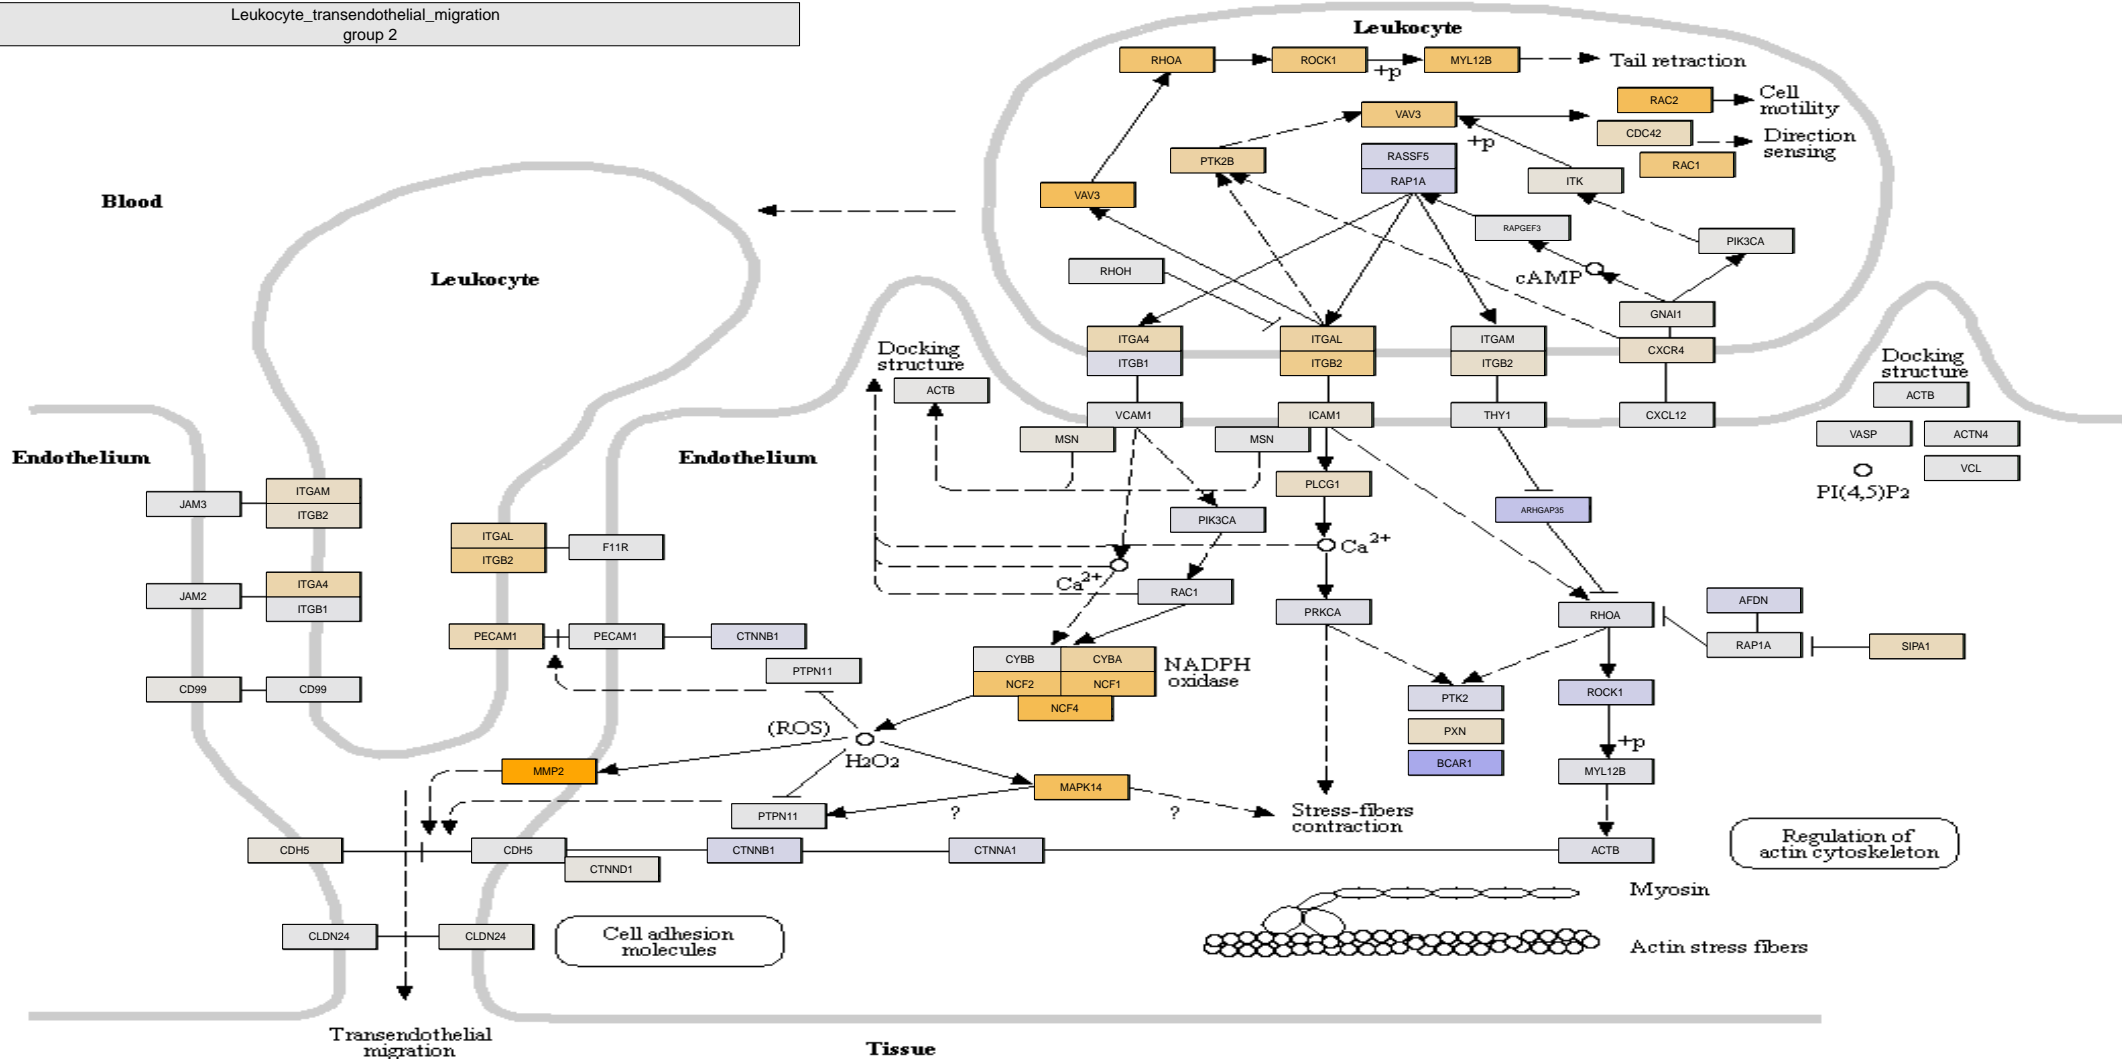 Leukocyte_transendothelial_migration
group 2
Leukocyte
RHOA
ROCK1
+p
MYL12B
Tail retraction
RAC2
Cell
motility
VAV3
+p
CDC42
Direction
sensing
RAC1
PTK2B
RASSF5
RAP1A
ITK
VAV3
Blood
RAPGEF3
PIK3CA
RHOH
cAMP
Leukocyte
GNAI1
ITGA4
ITGB1
ITGAL
ITGB2
ITGAM
ITGB2
CXCR4
Docking
structure
ACTB
Docking
structure
ACTB
VCAM1
ICAM1
THY1
CXCL12
MSN
MSN
VASP
ACTN4
VCL
PI(4,5)P2
Endothelium
Endothelium
PLCG1
JAM3
ITGAM
ITGB2
ARHGAP35
PIK3CA
ITGAL
ITGB2
F11R
Ca2+
Ca2+
JAM2
ITGA4
ITGB1
RAC1
PRKCA
RHOA
AFDN
RAP1A
SIPA1
PECAM1
PECAM1
CTNNB1
PTPN11
CYBB
CYBA
NCF2
NCF1
NCF4
NADPH
oxidase
CD99
CD99
PTK2
PXN
BCAR1
ROCK1
+p
(ROS)
H2O2
MMP2
MAPK14
MYL12B
PTPN11
?
?
Stress-fibers
contraction
CDH5
CDH5
CTNND1
CTNNB1
CTNNA1
ACTB
Regulation of
actin cytoskeleton
Myosin
Actin stress fibers
CLDN24
CLDN24
Cell adhesion
molecules
Transendothelial
migration
Tissue